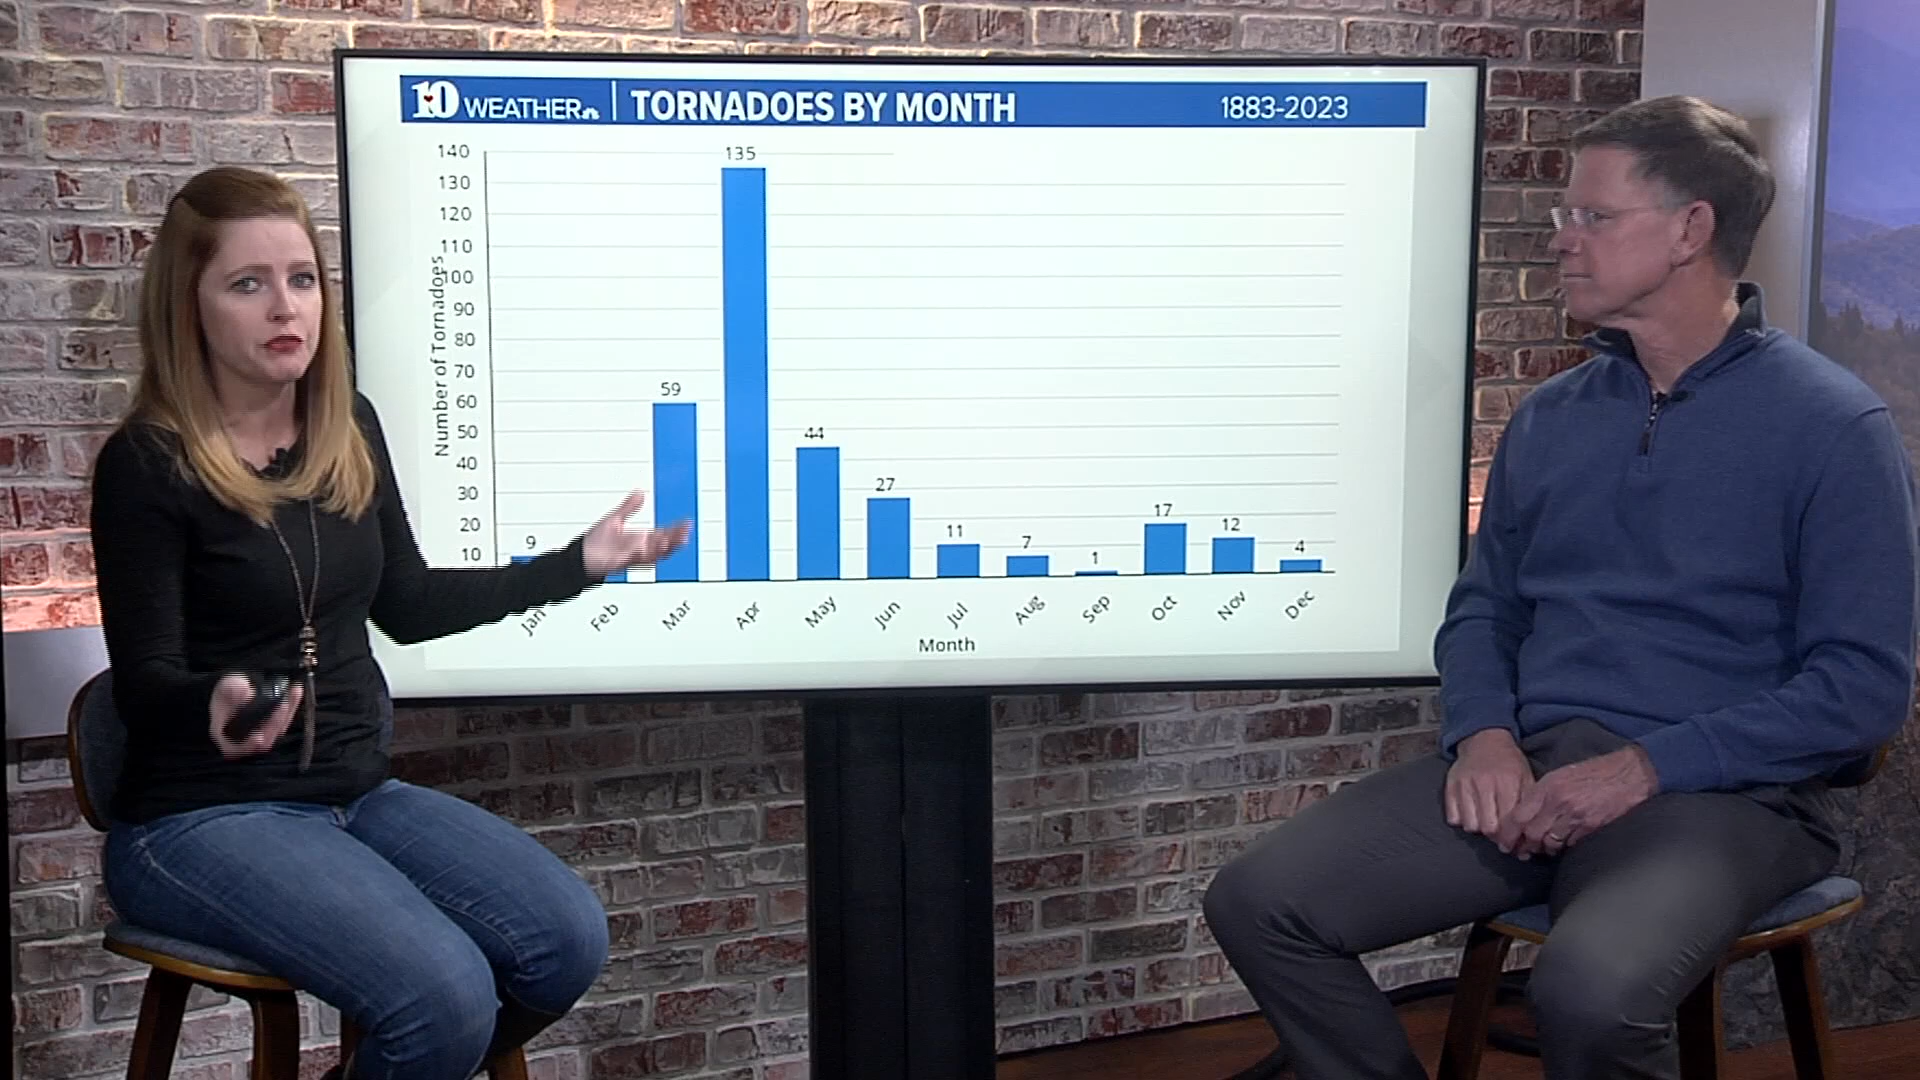 10 WEATHER | TORNADOES BY MONTH 1883-2023
140
130
120
110
100
90
80
70
60
50
40
30
20
10
Number of Tornadoes
9
59
135
44
27
11
7
1
17
12
4
Jan
Feb
Mar
Apr
May
Jun
Jul
Aug
Sep
Oct
Nov
Dec
Month